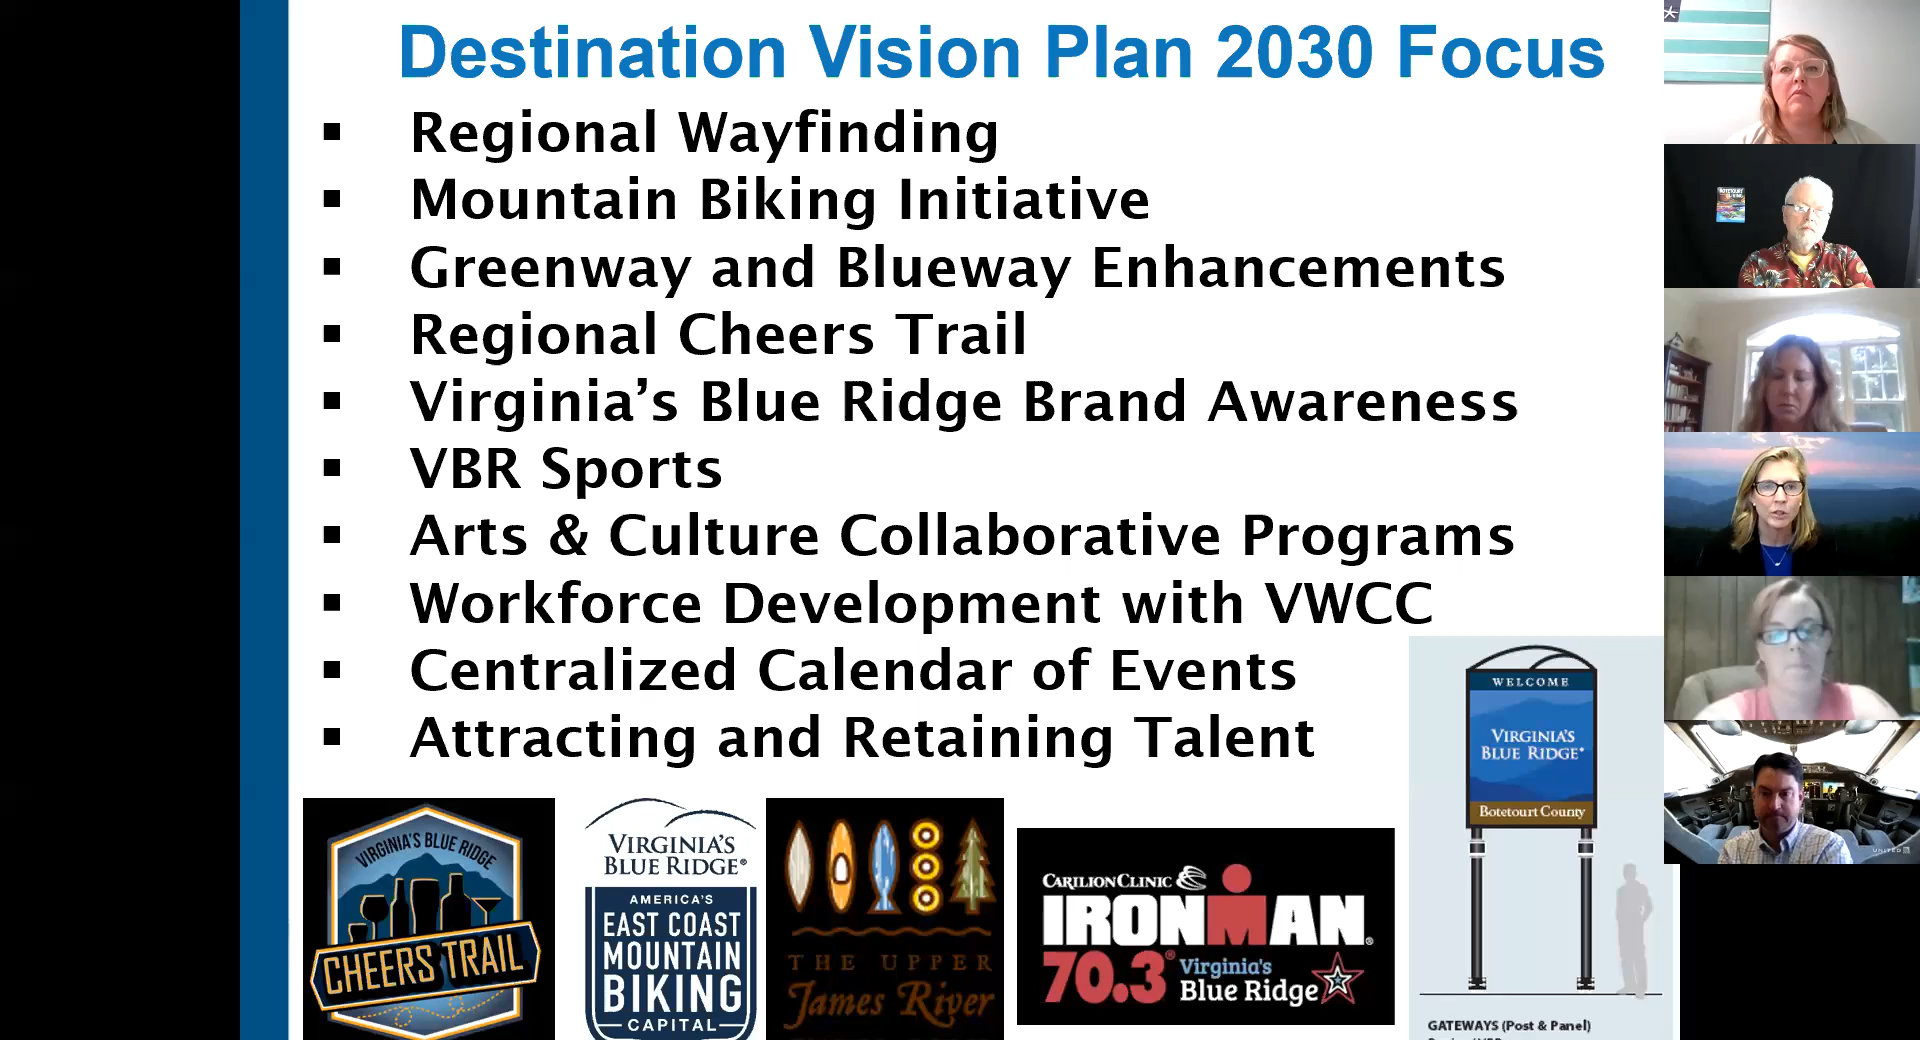 Destination Vision Plan 2030 Focus
Regional Wayfinding
Mountain Biking Initiative
Greenway and Blueway Enhancements
Regional Cheers Trail
Virginia’s Blue Ridge Brand Awareness
VBR Sports
Arts & Culture Collaborative Programs
Workforce Development with VWCC
Centralized Calendar of Events
Attracting and Retaining Talent
VIRGINIA'S BLUE RIDGE
CHEERS TRAIL
VIRGINIA'S
BLUE RIDGE®
AMERICA'S
EAST COAST
MOUNTAIN
BIKING
CAPITAL
THE UPPER
James River
CARILION CLINIC
IRONMAN®
70.3® Virginia's
Blue Ridge
WELCOME
VIRGINIA'S
BLUE RIDGE®
Botetourt County
GATEWAYS (Post & Panel)
BOTETOURT
UNITED